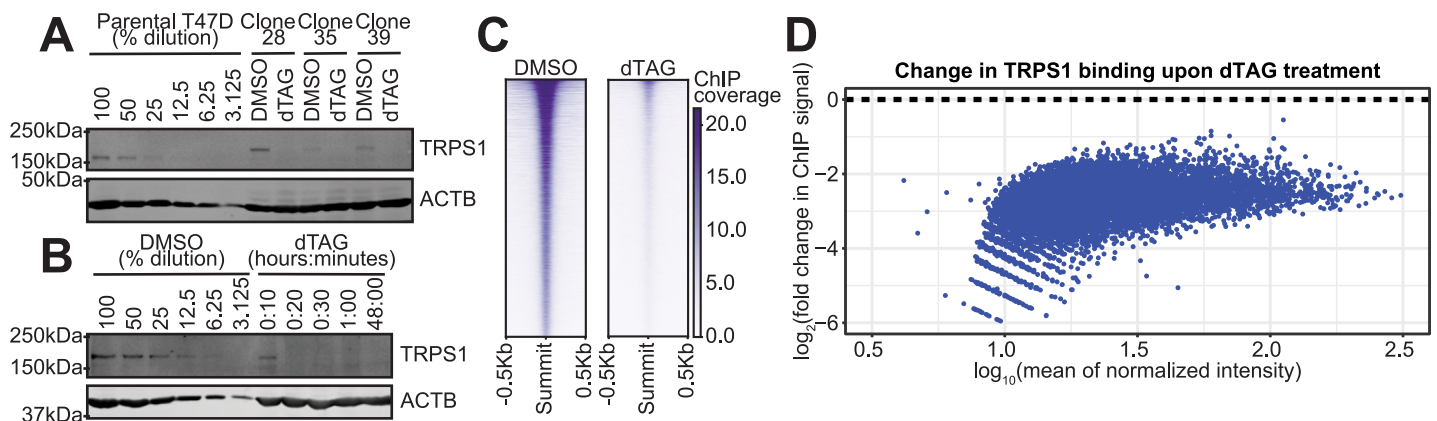 A
Parental T47D
(% dilution)
Clone Clone Clone
28 35 39
100 50 25 12.5 6.25 3.125 DMSO dTAG DMSO dTAG DMSO dTAG
250kDa
150kDa
TRPS1
50kDa
ACTB
B
DMSO
(% dilution)
dTAG
(hours:minutes)
100 50 25 12.5 6.25 3.125 0:10 0:20 0:30 1:00 48:00
250kDa
150kDa
TRPS1
ACTB
37kDa
C
DMSO
dTAG
ChIP
coverage
20.0
15.0
10.0
5.0
0.0
-0.5Kb Summit 0.5Kb
-0.5Kb Summit 0.5Kb
D
Change in TRPS1 binding upon dTAG treatment
log2(fold change in ChIP signal)
0
−2
−4
−6
0.5 1.0 1.5 2.0 2.5
log10(mean of normalized intensity)